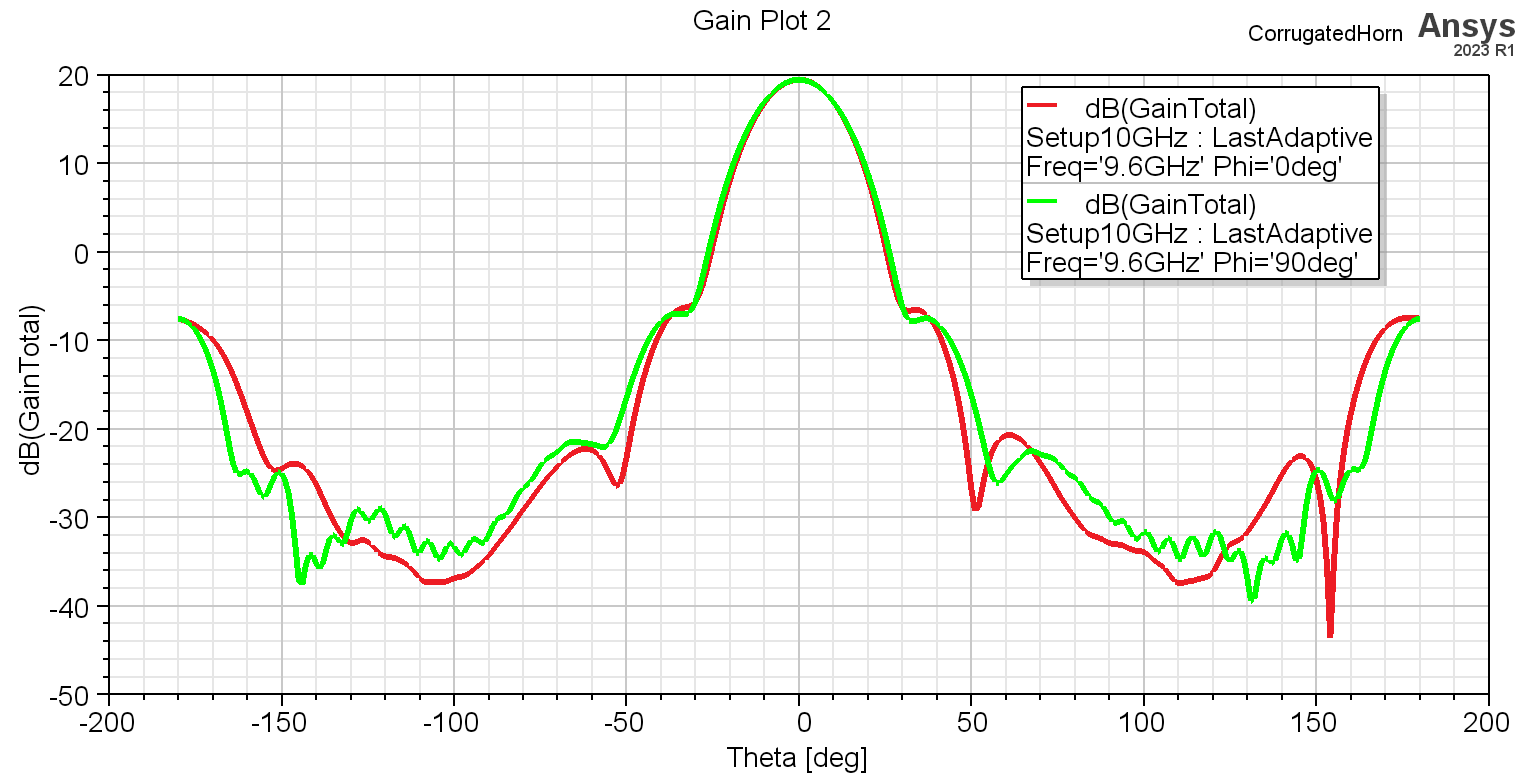 Gain Plot 2
CorrugatedHorn
Ansys
2023 R1
dB(GainTotal)
Setup10GHz : LastAdaptive
Freq='9.6GHz' Phi='0deg'
dB(GainTotal)
Setup10GHz : LastAdaptive
Freq='9.6GHz' Phi='90deg'
dB(GainTotal)
20
10
0
-10
-20
-30
-40
-50
-200 -150 -100 -50 0 50 100 150 200
Theta [deg]